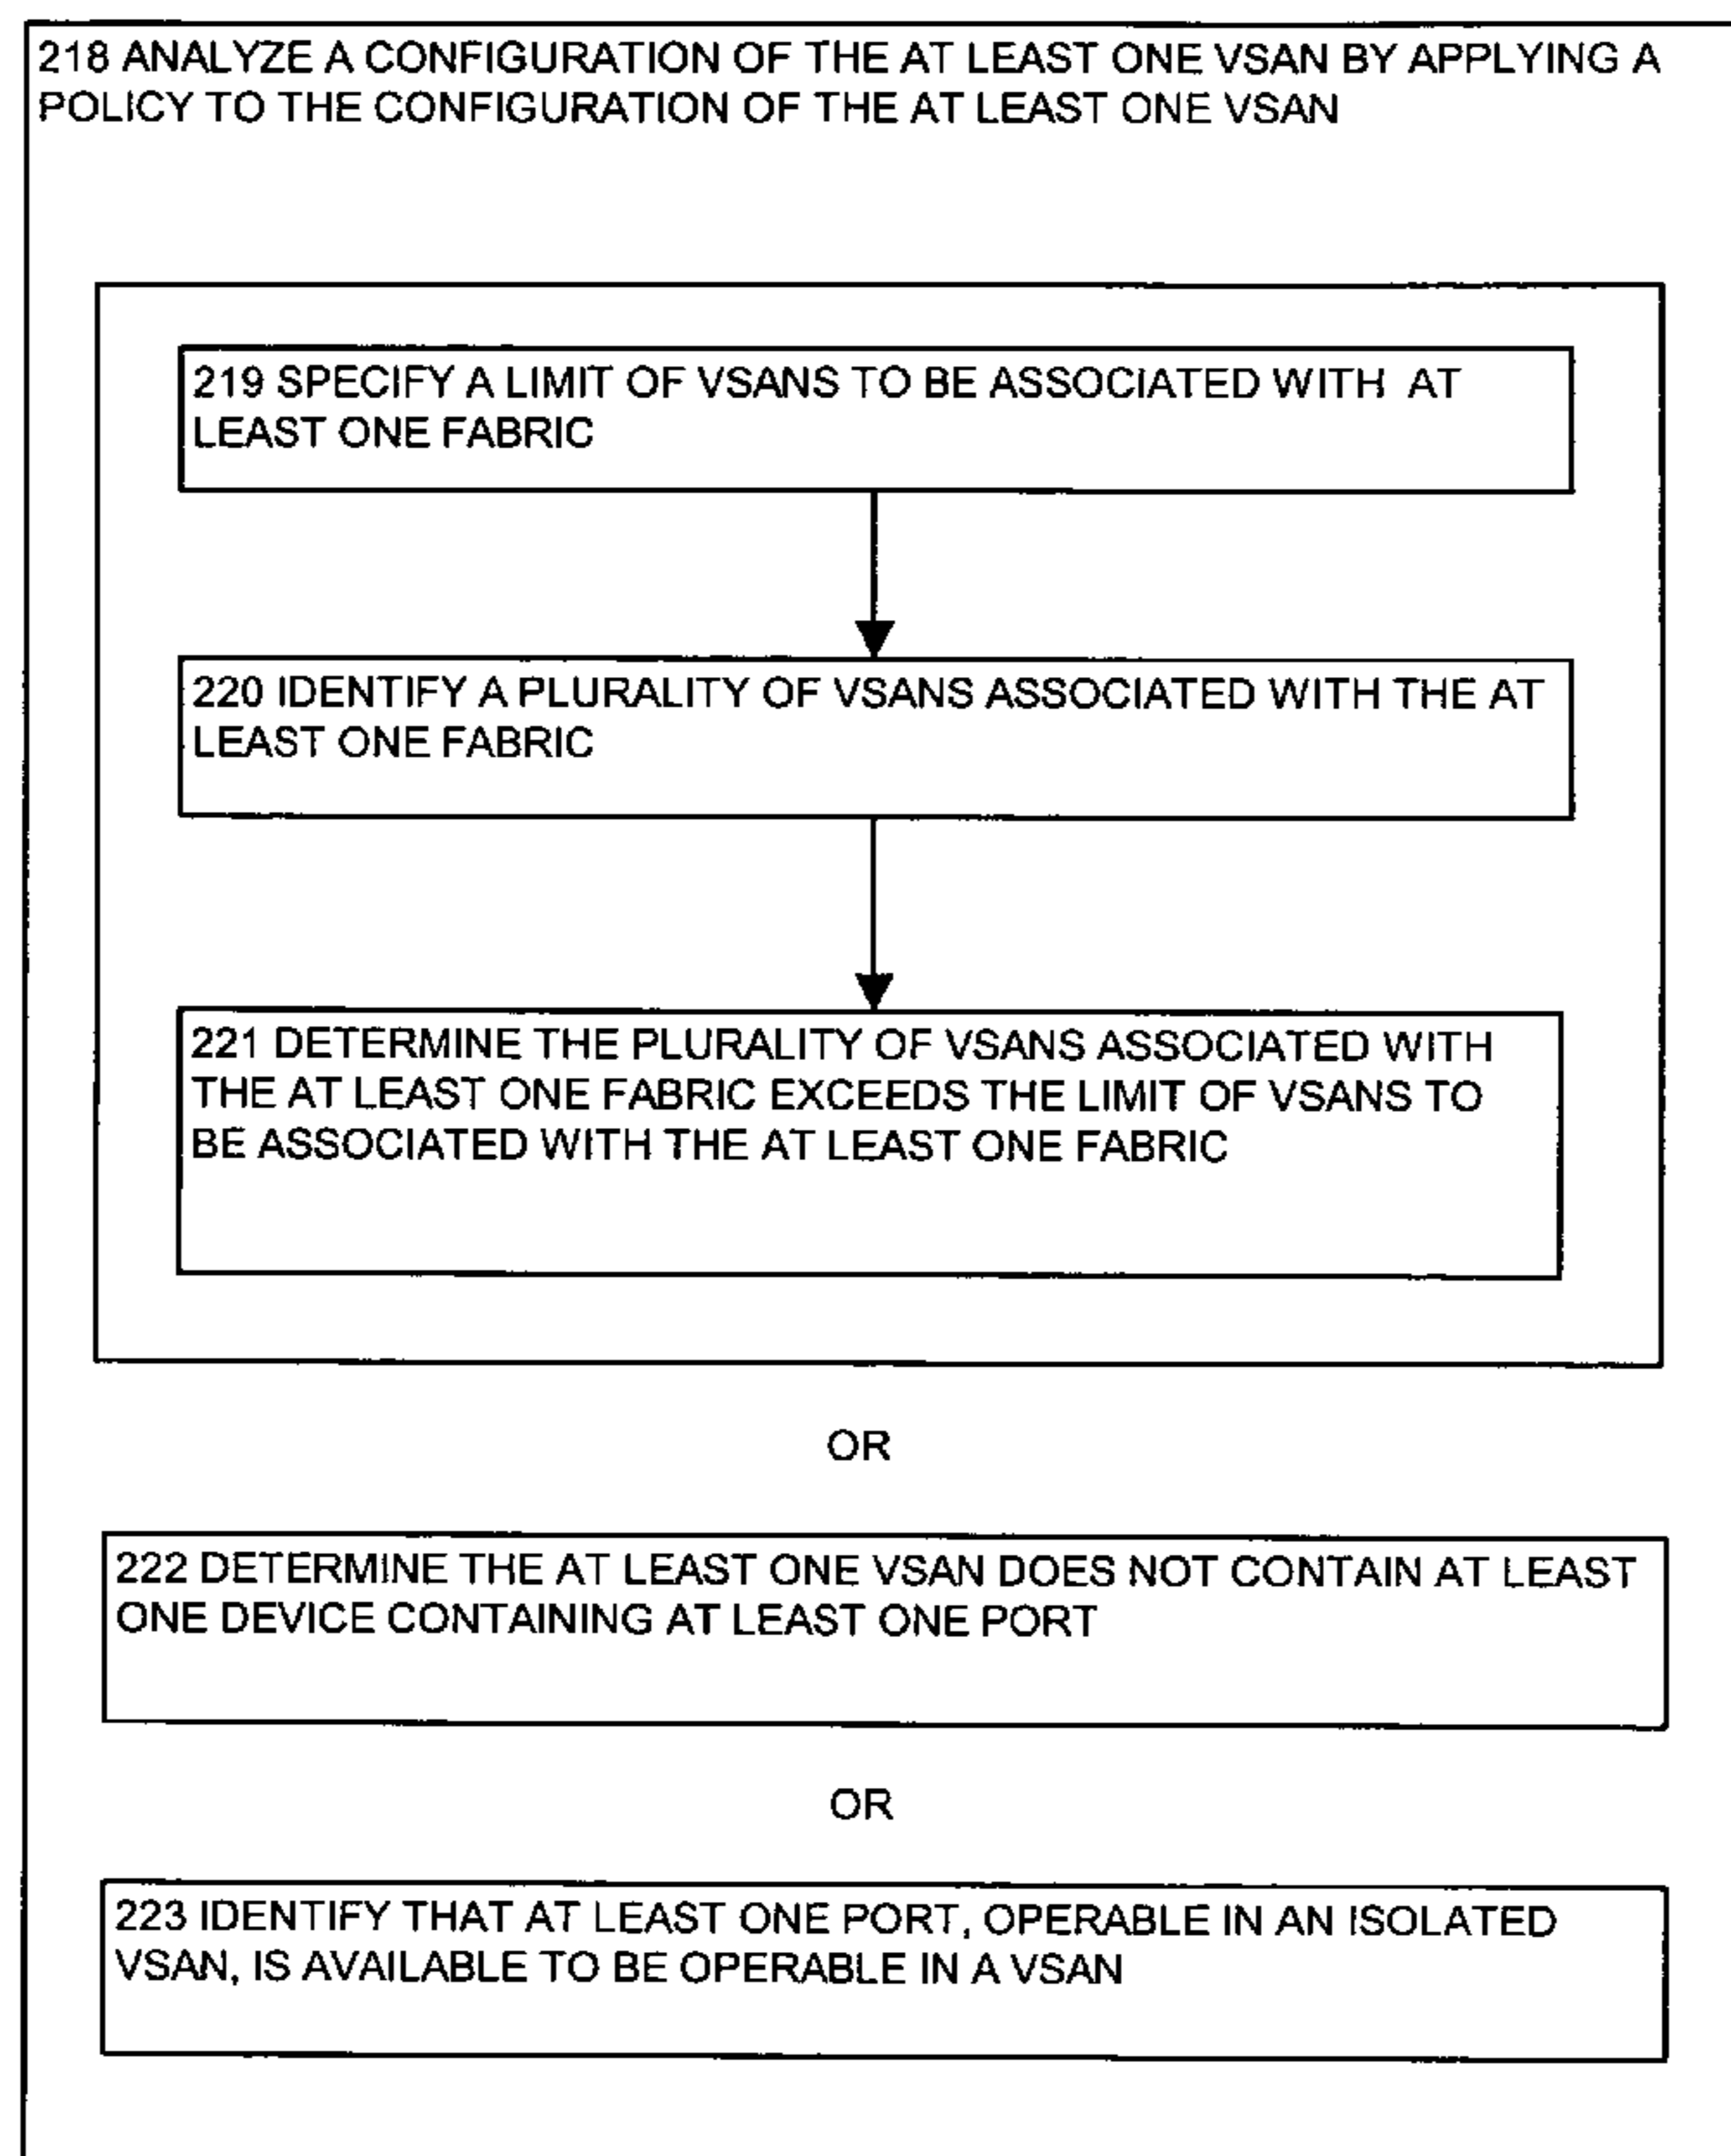 218 ANALYZE A CONFIGURATION OF THE AT LEAST ONE VSAN BY APPLYING A
POLICY TO THE CONFIGURATION OF THE AT LEAST ONE VSAN
219 SPECIFY A LIMIT OF VSANS TO BE ASSOCIATED WITH AT
LEAST ONE FABRIC
220 IDENTIFY A PLURALITY OF VSANS ASSOCIATED WITH THE AT
LEAST ONE FABRIC
221 DETERMINE THE PLURALITY OF VSANS ASSOCIATED WITH
THE AT LEAST ONE FABRIC EXCEEDS THE LIMIT OF VSANS TO
BE ASSOCIATED WITH THE AT LEAST ONE FABRIC
OR
222 DETERMINE THE AT LEAST ONE VSAN DOES NOT CONTAIN AT LEAST
ONE DEVICE CONTAINING AT LEAST ONE PORT
OR
223 IDENTIFY THAT AT LEAST ONE PORT, OPERABLE IN AN ISOLATED
VSAN, IS AVAILABLE TO BE OPERABLE IN A VSAN